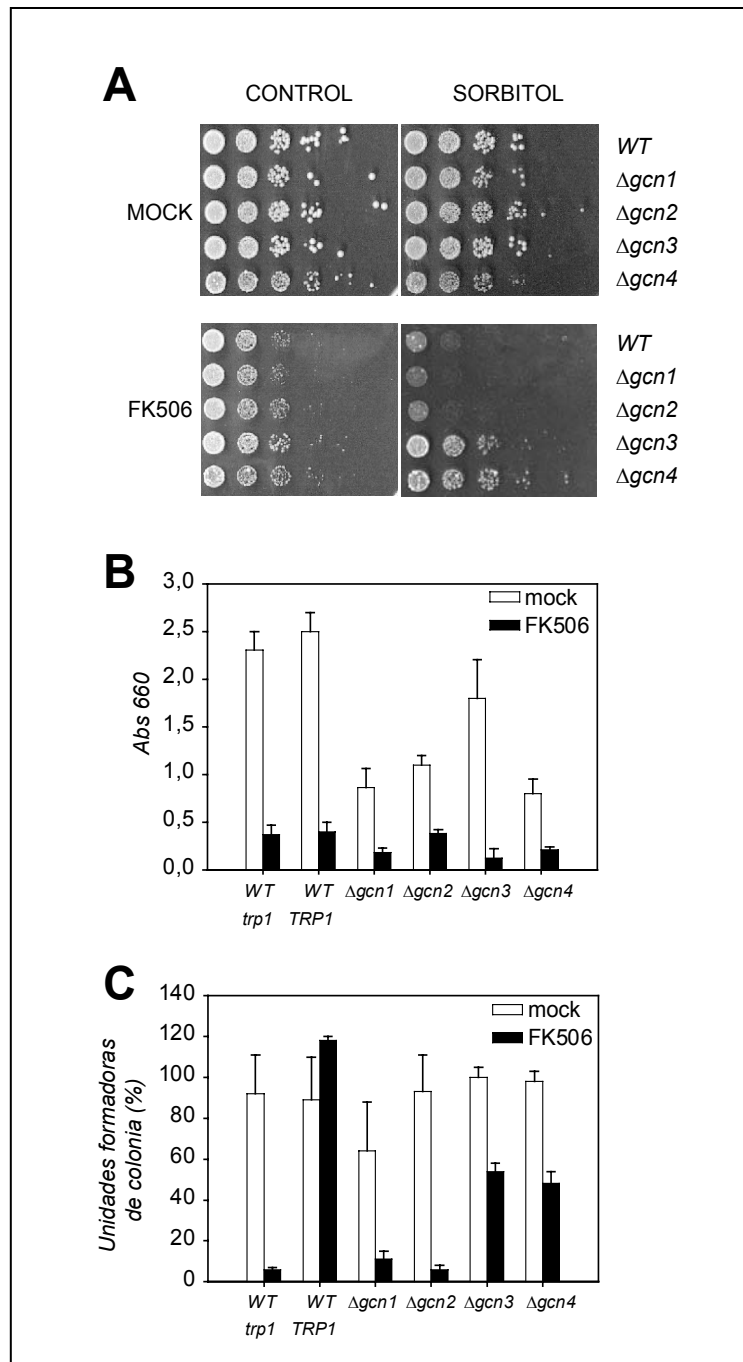 A
CONTROL SORBITOL
MOCK
WT
Δgcn1
Δgcn2
Δgcn3
Δgcn4
FK506
WT
Δgcn1
Δgcn2
Δgcn3
Δgcn4
B
Abs 660
3,0
2,5
2,0
1,5
1,0
0,5
0,0
mock
FK506
WT trp1
WT TRP1
Δgcn1
Δgcn2
Δgcn3
Δgcn4
C
Unidades formadoras
de colonia (%)
140
120
100
80
60
40
20
0
mock
FK506
WT trp1
WT TRP1
Δgcn1
Δgcn2
Δgcn3
Δgcn4